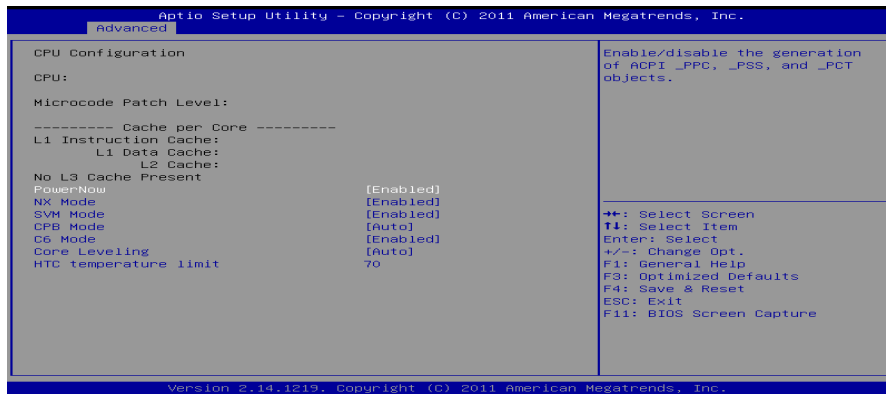 Aptio Setup Utility – Copyright (C) 2011 American Megatrends, Inc.
Advanced
CPU Configuration
CPU:
Microcode Patch Level:
--------- Cache per Core ---------
L1 Instruction Cache:
L1 Data Cache:
L2 Cache:
No L3 Cache Present
PowerNow [Enabled]
NX Mode [Enabled]
SVM Mode [Enabled]
CPB Mode [Auto]
C6 Mode [Enabled]
Core Leveling [Auto]
HTC temperature limit 70
Enable/disable the generation
of ACPI _PPC, _PSS, and _PCT
objects.
→←: Select Screen
↑↓: Select Item
Enter: Select
+/-: Change Opt.
F1: General Help
F3: Optimized Defaults
F4: Save & Reset
ESC: Exit
F11: BIOS Screen Capture
Version 2.14.1219. Copyright (C) 2011 American Megatrends, Inc.